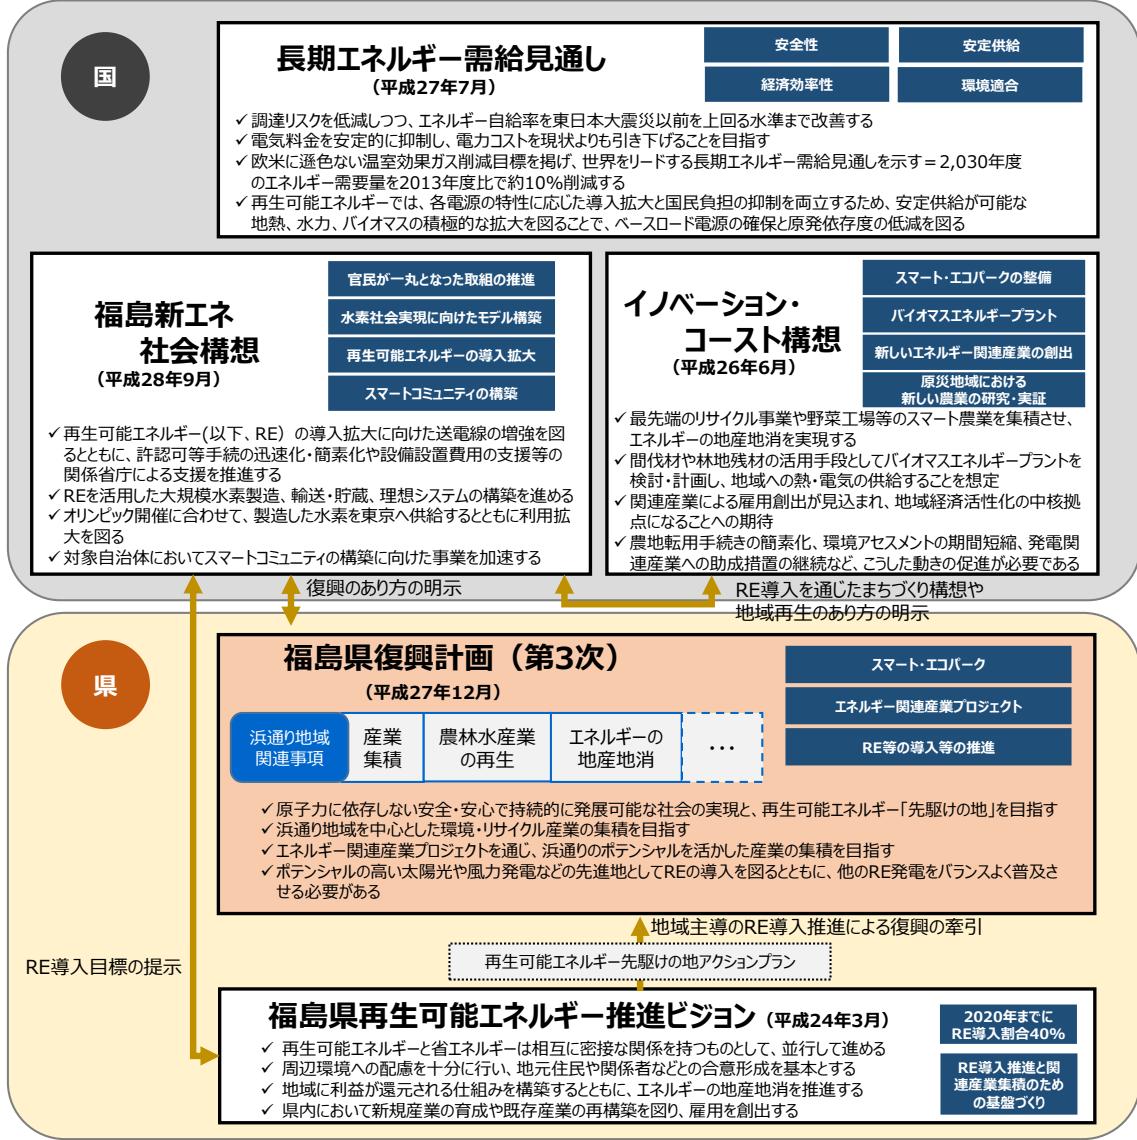 国
長期エネルギー需給見通し
(平成27年7月)
安全性
安定供給
経済効率性
環境適合
✓ 調達リスクを低減しつつ、エネルギー自給率を東日本大震災以前を上回る水準まで改善する
✓ 電気料金を安定的に抑制し、電力コストを現状よりも引き下げることを目指す
✓ 欧米に遜色ない温室効果ガス削減目標を掲げ、世界をリードする長期エネルギー需給見通しを示す＝2,030年度
のエネルギー需要量を2013年度比で約10%削減する
✓ 再生可能エネルギーでは、各電源の特性に応じた導入拡大と国民負担の抑制を両立するため、安定供給が可能な
地熱、水力、バイオマスの積極的な拡大を図ることで、ベースロード電源の確保と原発依存度の低減を図る
福島新エネ
社会構想
(平成28年9月)
官民が一丸となった取組の推進
水素社会実現に向けたモデル構築
再生可能エネルギーの導入拡大
スマートコミュニティの構築
✓ 再生可能エネルギー(以下、RE）の導入拡大に向けた送電線の増強を図
るとともに、許認可等手続の迅速化・簡素化や設備設置費用の支援等の
関係省庁による支援を推進する
✓ REを活用した大規模水素製造、輸送・貯蔵、理想システムの構築を進める
✓ オリンピック開催に合わせて、製造した水素を東京へ供給するとともに利用拡
大を図る
✓ 対象自治体においてスマートコミュニティの構築に向けた事業を加速する
イノベーション・
コースト構想
(平成26年6月)
スマート・エコパークの整備
バイオマスエネルギープラント
新しいエネルギー関連産業の創出
原災地域における
新しい農業の研究・実証
✓ 最先端のリサイクル事業や野菜工場等のスマート農業を集積させ、
エネルギーの地産地消を実現する
✓ 間伐材や林地残材の活用手段としてバイオマスエネルギープラントを
検討・計画し、地域への熱・電気の供給することを想定
✓ 関連産業による雇用創出が見込まれ、地域経済活性化の中核拠
点になることへの期待
✓ 農地転用手続きの簡素化、環境アセスメントの期間短縮、発電関
連産業への助成措置の継続など、こうした動きの促進が必要である
復興のあり方の明示
RE導入を通じたまちづくり構想や
地域再生のあり方の明示
県
福島県復興計画（第3次）
(平成27年12月)
スマート・エコパーク
エネルギー関連産業プロジェクト
RE等の導入等の推進
浜通り地域
関連事項
産業
集積
農林水産業
の再生
エネルギーの
地産地消
…
✓ 原子力に依存しない安全・安心で持続的に発展可能な社会の実現と、再生可能エネルギー「先駆けの地」を目指す
✓ 浜通り地域を中心とした環境・リサイクル産業の集積を目指す
✓ エネルギー関連産業プロジェクトを通じ、浜通りのポテンシャルを活かした産業の集積を目指す
✓ ポテンシャルの高い太陽光や風力発電などの先進地としてREの導入を図るとともに、他のRE発電をバランスよく普及さ
せる必要がある
地域主導のRE導入推進による復興の牽引
RE導入目標の提示
再生可能エネルギー先駆けの地アクションプラン
福島県再生可能エネルギー推進ビジョン (平成24年3月)
2020年までに
RE導入割合40%
RE導入推進と関
連産業集積のため
の基盤づくり
✓ 再生可能エネルギーと省エネルギーは相互に密接な関係を持つものとして、並行して進める
✓ 周辺環境への配慮を十分に行い、地元住民や関係者などとの合意形成を基本とする
✓ 地域に利益が還元される仕組みを構築するとともに、エネルギーの地産地消を推進する
✓ 県内において新規産業の育成や既存産業の再構築を図り、雇用を創出する